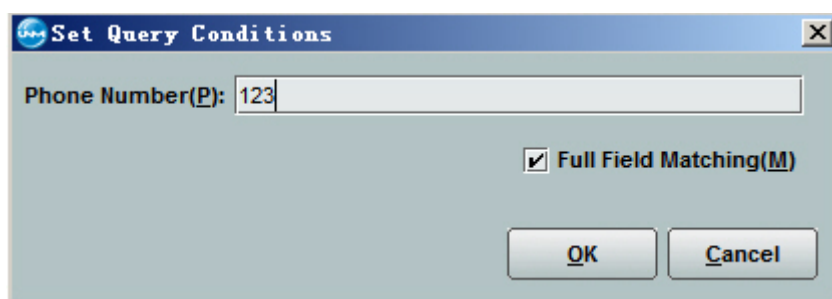 Set Query Conditions
Phone Number(P): 123
Full Field Matching(M)
OK Cancel